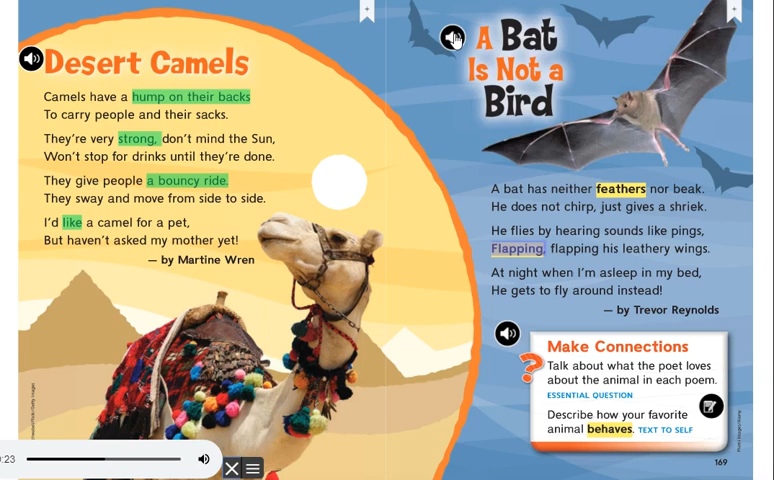 Desert Camels
Camels have a hump on their backs
To carry people and their sacks.
They're very strong, don't mind the Sun,
Won't stop for drinks until they're done.
They give people a bouncy ride.
They sway and move from side to side.
I'd like a camel for a pet,
But haven't asked my mother yet!
— by Martine Wren
A Bat
Is Not a
Bird
A bat has neither feathers nor beak.
He does not chirp, just gives a shriek.
He flies by hearing sounds like pings,
Flapping, flapping his leathery wings.
At night when I'm asleep in my bed,
He gets to fly around instead!
— by Trevor Reynolds
?
Make Connections
Talk about what the poet loves
about the animal in each poem.
ESSENTIAL QUESTION
Describe how your favorite
animal behaves. TEXT TO SELF
169
:23